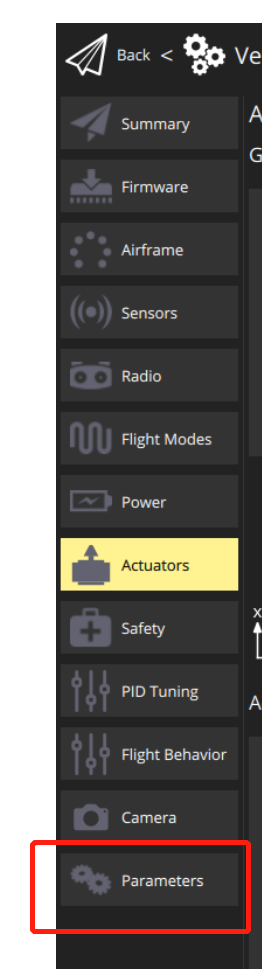 Back < Ve
A
Summary
G
Firmware
Airframe
Sensors
Radio
Flight Modes
Power
Actuators
x
Safety
PID Tuning
A
Flight Behavior
Camera
Parameters